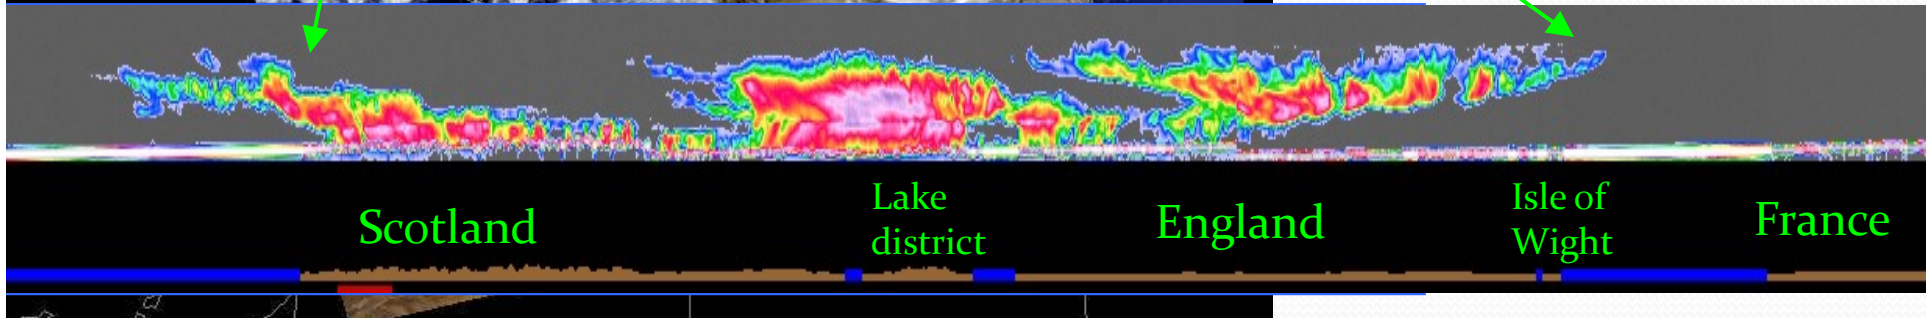 Scotland
Lake
district
England
Isle of
Wight
France